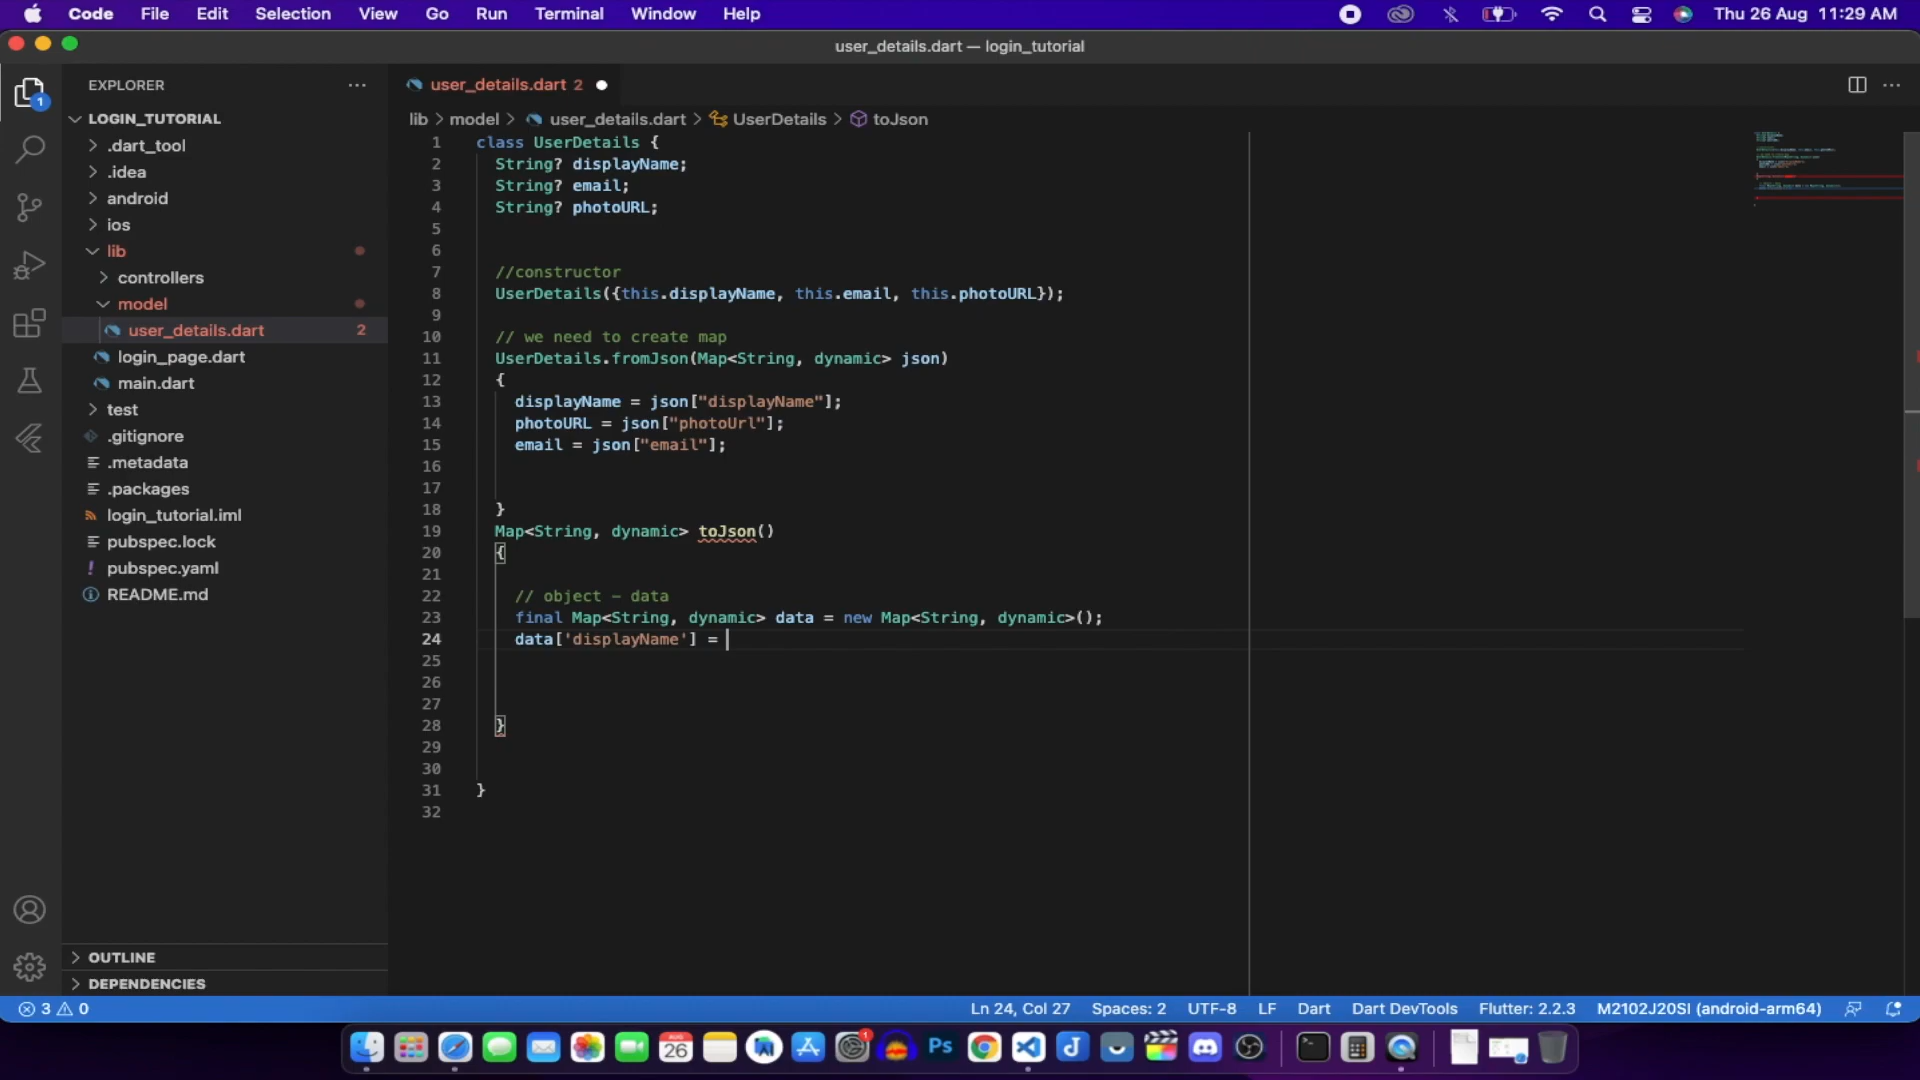 Code File Edit Selection View Go Run Terminal Window Help Thu 26 Aug 11:29 AM
user_details.dart — login_tutorial
EXPLORER
user_details.dart 2
1
LOGIN_TUTORIAL
.dart_tool
.idea
android
ios
lib
controllers
model
user_details.dart 2
login_page.dart
main.dart
test
.gitignore
.metadata
.packages
login_tutorial.iml
pubspec.lock
pubspec.yaml
README.md
OUTLINE
DEPENDENCIES
lib > model > user_details.dart > UserDetails > toJson
1 class UserDetails {
2 String? displayName;
3 String? email;
4 String? photoURL;
5
6
7 //constructor
8 UserDetails({this.displayName, this.email, this.photoURL});
9
10 // we need to create map
11 UserDetails.fromJson(Map<String, dynamic> json)
12 {
13 displayName = json["displayName"];
14 photoURL = json["photoUrl"];
15 email = json["email"];
16
17
18 }
19 Map<String, dynamic> toJson()
20 {
21
22 // object – data
23 final Map<String, dynamic> data = new Map<String, dynamic>();
24 data['displayName'] =
25
26
27
28 }
29
30
31 }
32
3 0 Ln 24, Col 27 Spaces: 2 UTF-8 LF Dart Dart DevTools Flutter: 2.2.3 M2102J20SI (android-arm64)
AUG
26
1
Ps